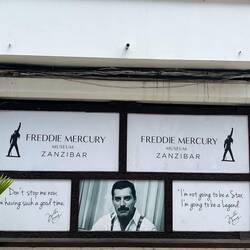 FREDDIE MERCURY
MUSEUM
ZANZIBAR
FREDDIE MERCURY
MUSEUM
ZANZIBAR
Don't stop me now,
I'm having such a good time.
"I'm not going to be a Star,
I'm going to be a Legend.